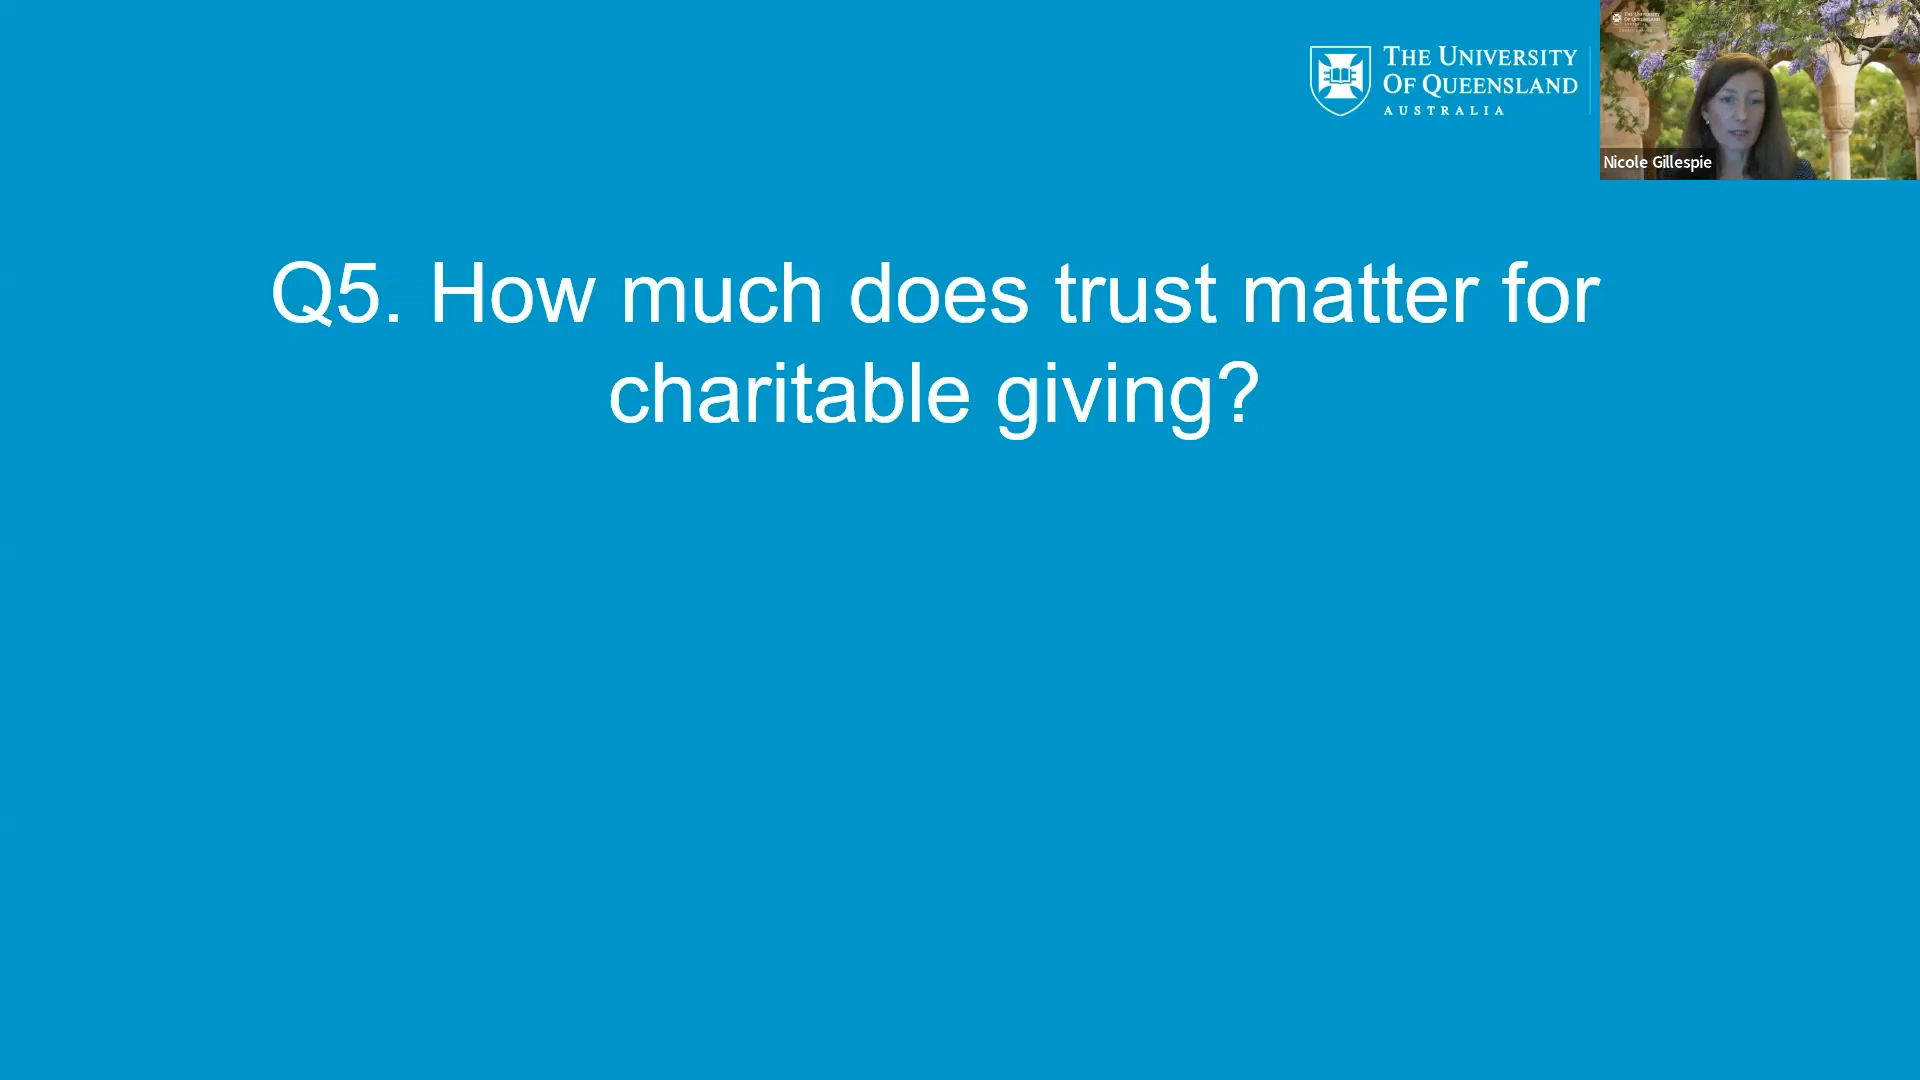 THE UNIVERSITY
OF QUEENSLAND
AUSTRALIA
Nicole Gillespie
Q5. How much does trust matter for
charitable giving?